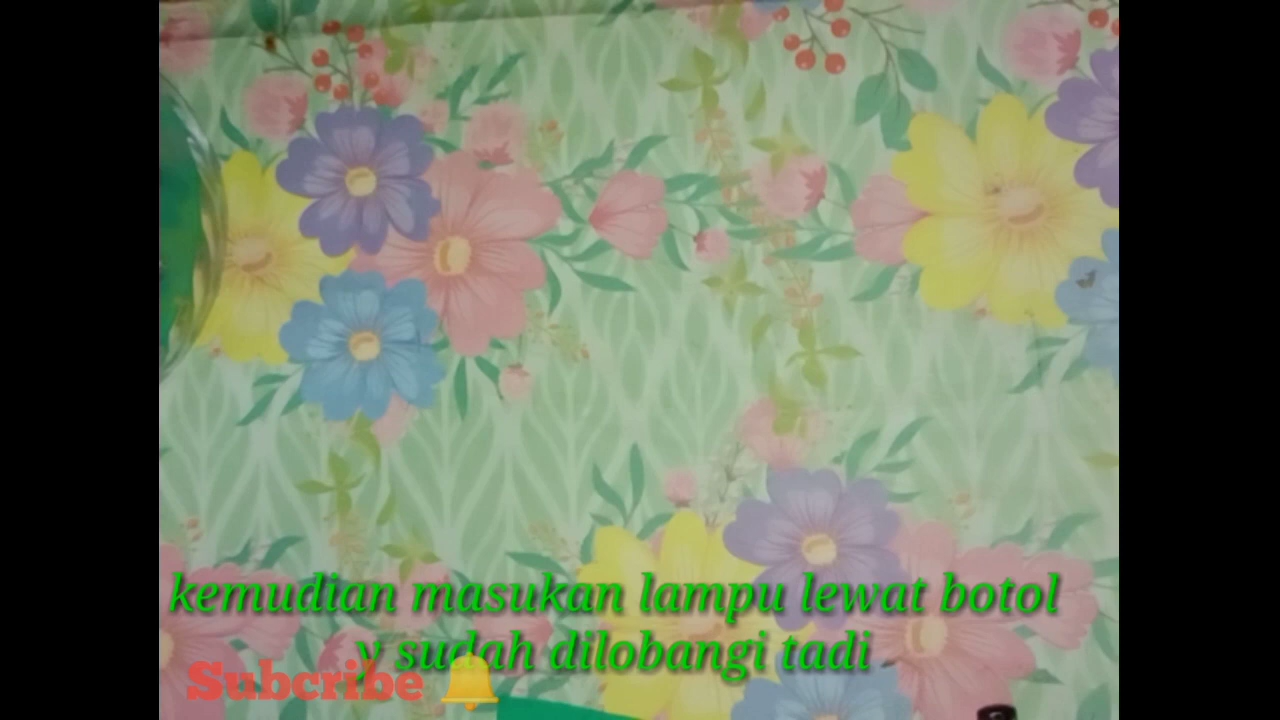 kemudian masukan lampu lewat botol
y sudah dilobangi tadi
Subcribe